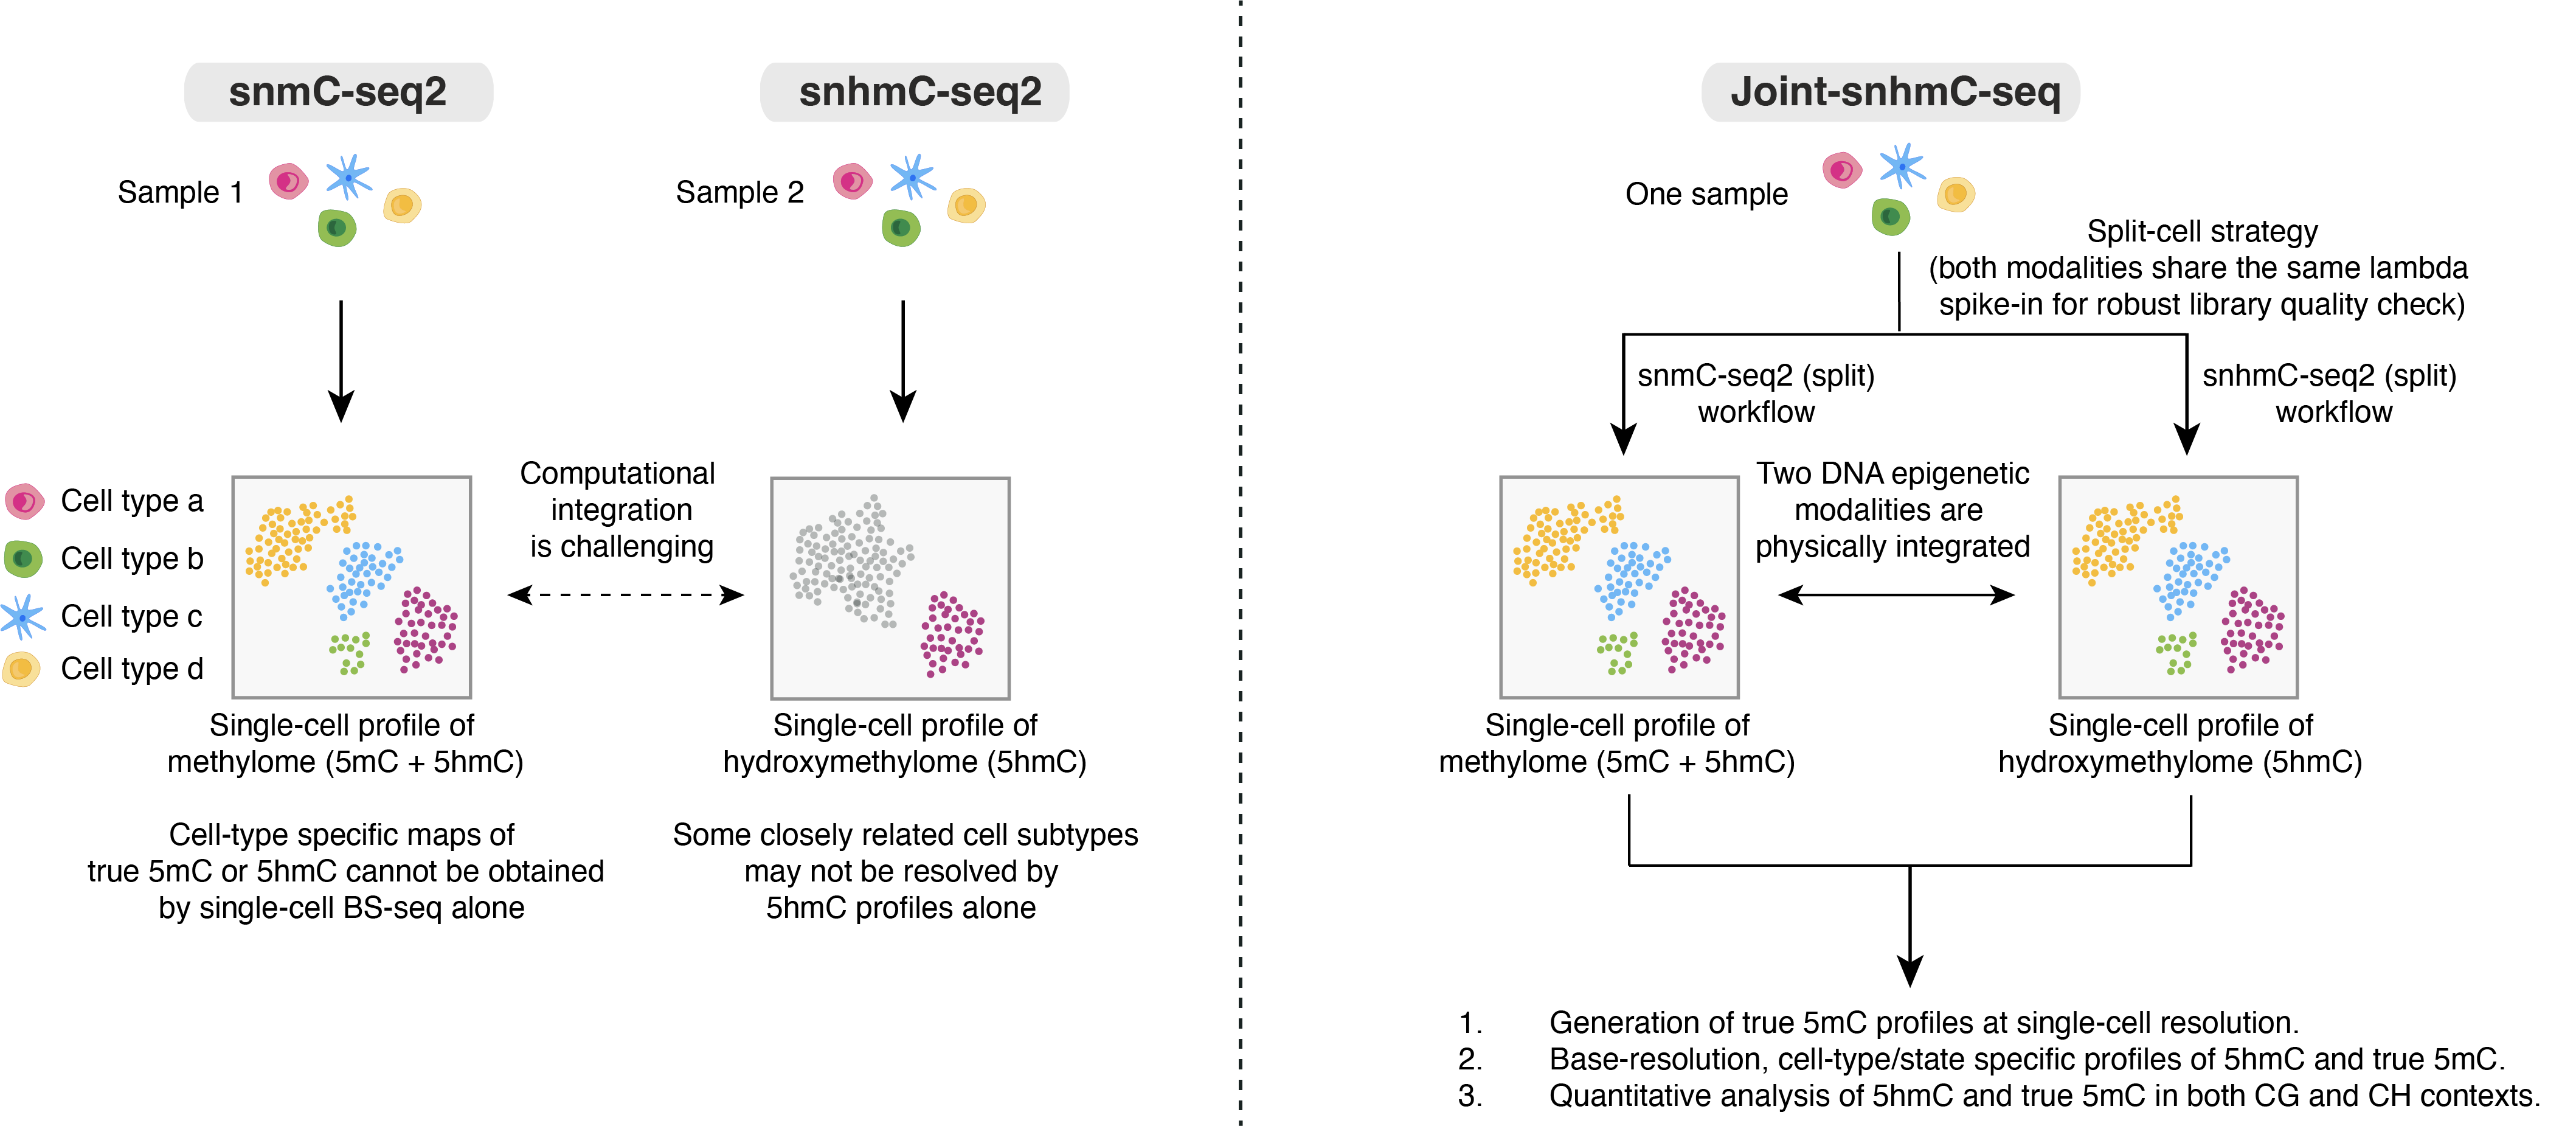 snmC-seq2
snhmC-seq2
Sample 1
Sample 2
Computational
integration
is challenging
Cell type a
Cell type b
Cell type c
Cell type d
Single-cell profile of
methylome (5mC + 5hmC)
Single-cell profile of
hydroxymethylome (5hmC)
Cell-type specific maps of
true 5mC or 5hmC cannot be obtained
by single-cell BS-seq alone
Some closely related cell subtypes
may not be resolved by
5hmC profiles alone
Joint-snhmC-seq
One sample
Split-cell strategy
(both modalities share the same lambda
spike-in for robust library quality check)
snmC-seq2 (split)
workflow
snhmC-seq2 (split)
workflow
Two DNA epigenetic
modalities are
physically integrated
Single-cell profile of
methylome (5mC + 5hmC)
Single-cell profile of
hydroxymethylome (5hmC)
1. Generation of true 5mC profiles at single-cell resolution.
2. Base-resolution, cell-type/state specific profiles of 5hmC and true 5mC.
3. Quantitative analysis of 5hmC and true 5mC in both CG and CH contexts.